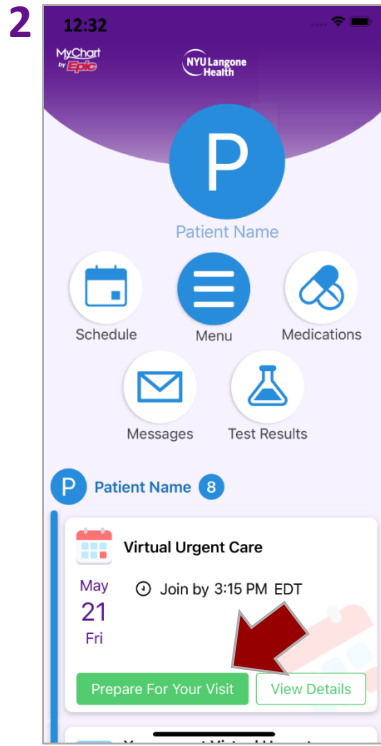 2
12:32
MyChart
by Epic
NYU Langone
Health
P
Patient Name
Schedule
Menu
Medications
Messages
Test Results
P Patient Name 8
Virtual Urgent Care
May
21
Fri
Join by 3:15 PM EDT
Prepare For Your Visit
View Details